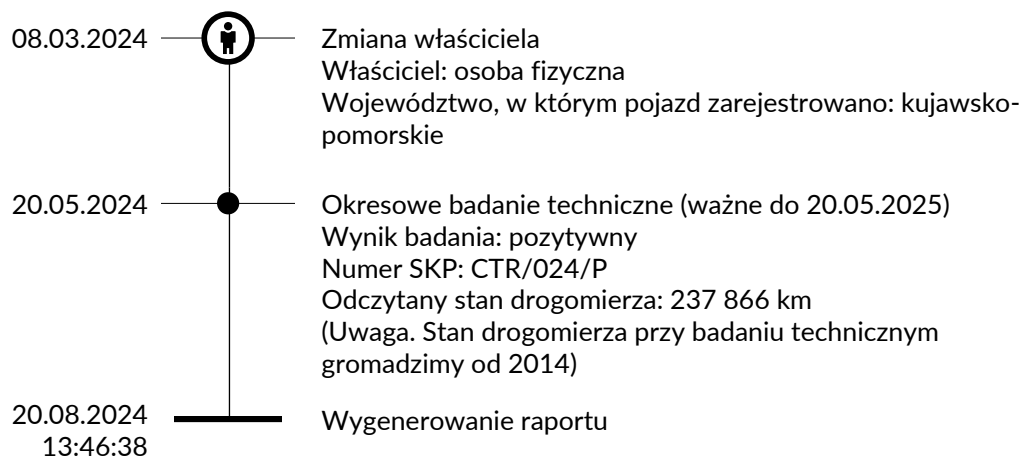 08.03.2024
Zmiana właściciela
Właściciel: osoba fizyczna
Województwo, w którym pojazd zarejestrowano: kujawsko-
pomorskie
20.05.2024
Okresowe badanie techniczne (ważne do 20.05.2025)
Wynik badania: pozytywny
Numer SKP: CTR/024/P
Odczytany stan drogomierza: 237 866 km
(Uwaga. Stan drogomierza przy badaniu technicznym
gromadzimy od 2014)
20.08.2024
13:46:38
Wygenerowanie raportu